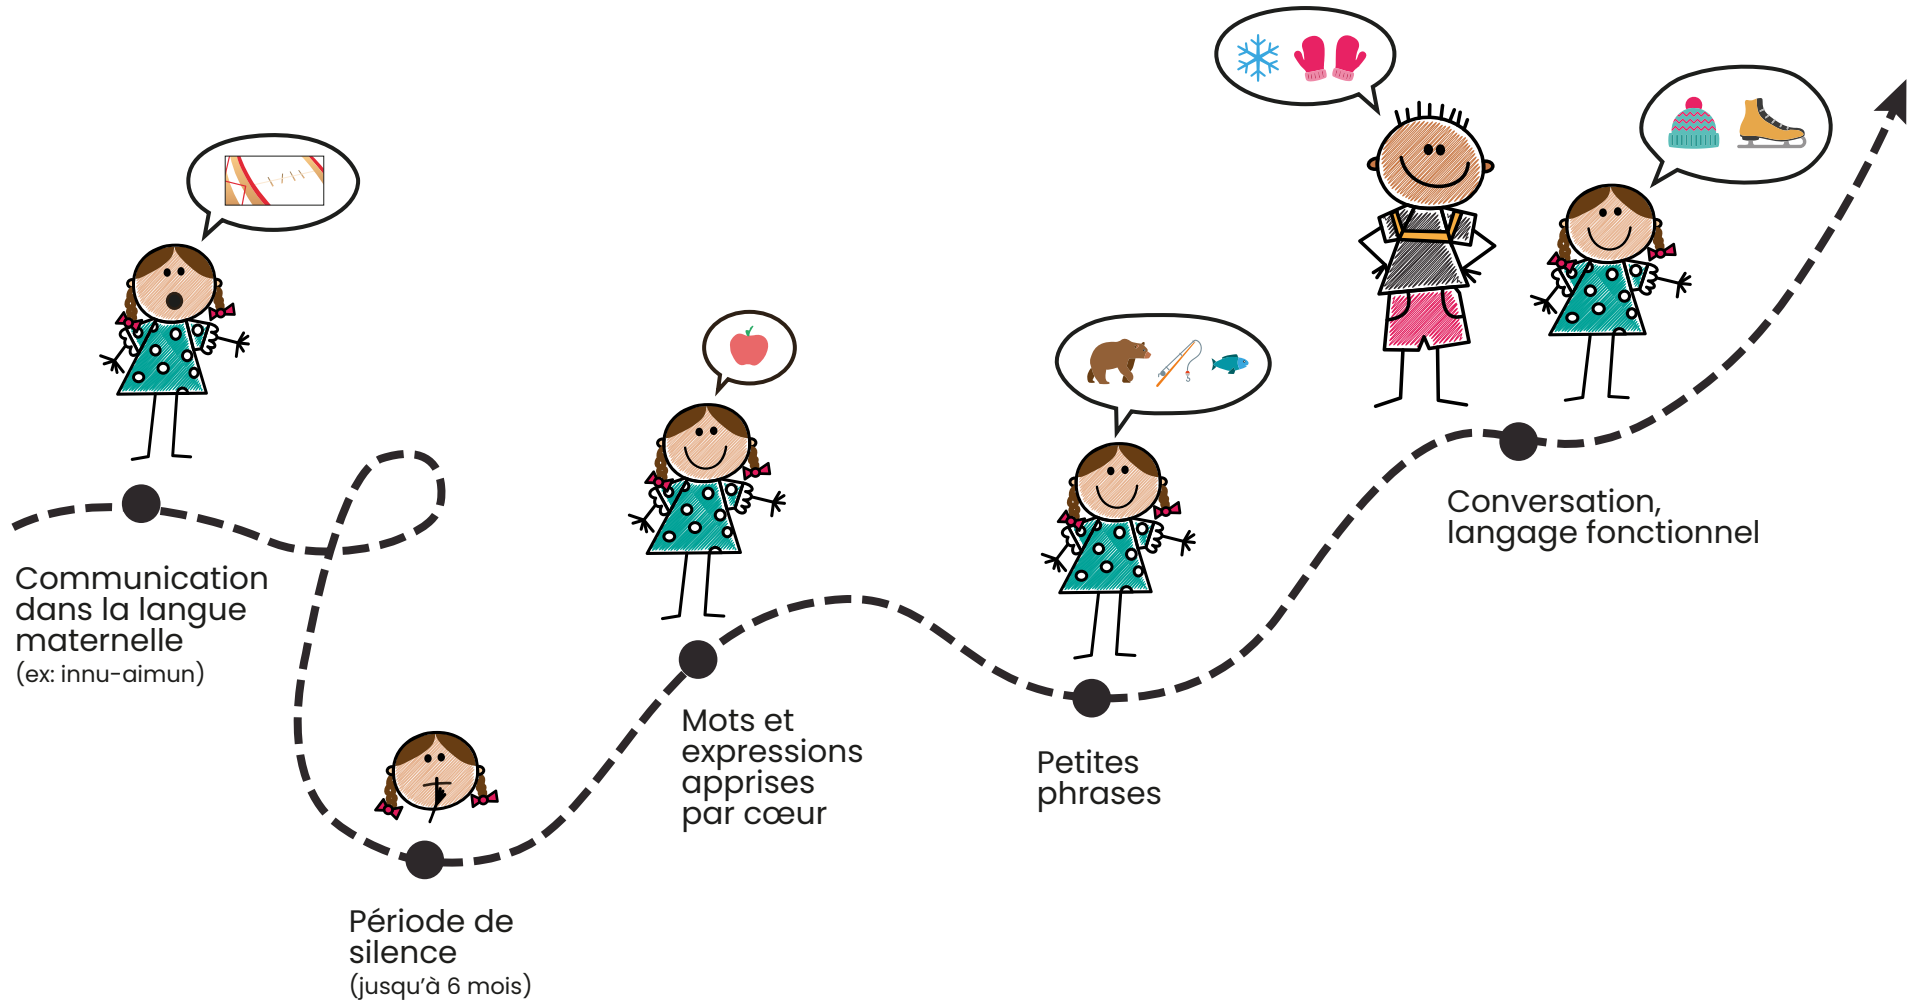 Communication
dans la langue
maternelle
(ex: innu-aimun)
Période de
silence
(jusqu'à 6 mois)
Mots et
expressions
apprises
par cœur
Petites
phrases
Conversation,
langage fonctionnel